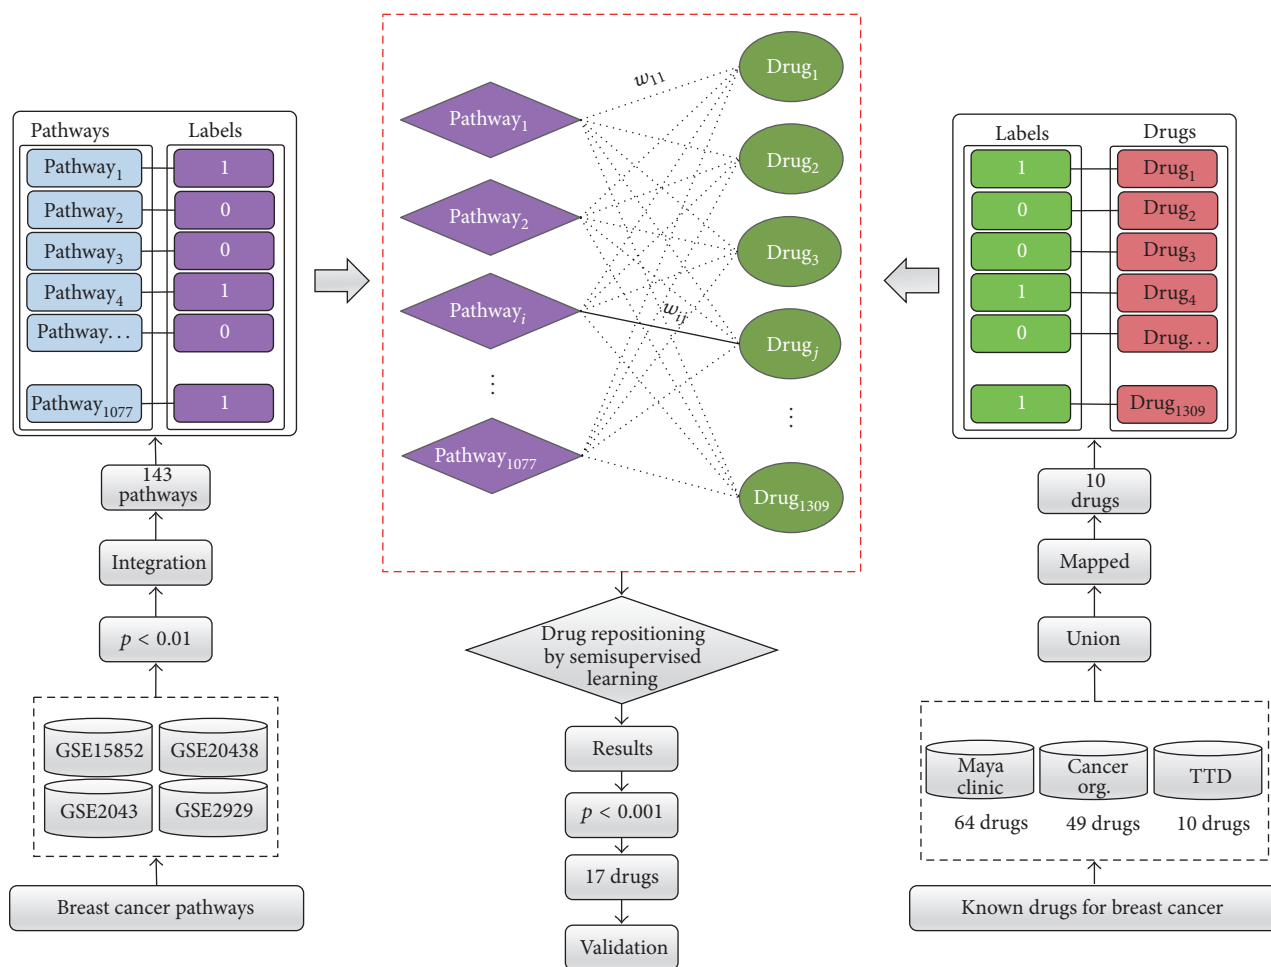 Pathways Labels
Pathway1 1
Pathway2 0
Pathway3 0
Pathway4 1
Pathway... 0
Pathway1077 1
143
pathways
Integration
p < 0.01
GSE15852 GSE20438
GSE2043 GSE2929
Breast cancer pathways
w11
wij
Pathway1
Pathway2
Pathwayi
⋮
Pathway1077
Drug1
Drug2
Drug3
Drugj
⋮
Drug1309
Drug repositioning
by semisupervised
learning
Results
p < 0.001
17 drugs
Validation
Labels Drugs
1 Drug1
0 Drug2
0 Drug3
1 Drug4
0 Drug...
1 Drug1309
10
drugs
Mapped
Union
Maya
clinic
Cancer
org.
TTD
64 drugs 49 drugs 10 drugs
Known drugs for breast cancer